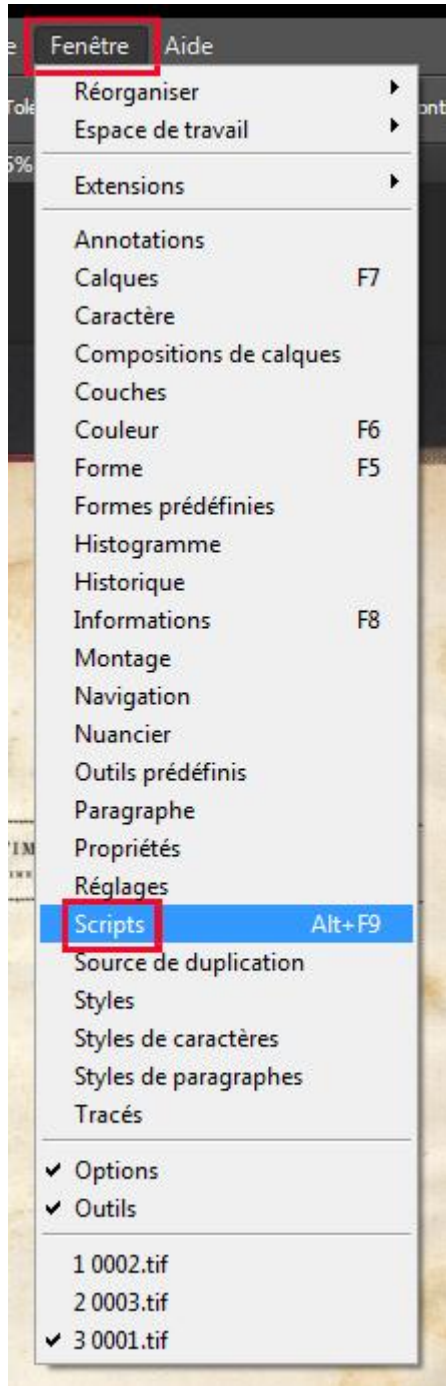 Fenêtre Aide
Réorganiser
Espace de travail
5%
Extensions
Annotations
Calques F7
Caractère
Compositions de calques
Couches
Couleur F6
Forme F5
Formes prédéfinies
Histogramme
Historique
Informations F8
Montage
Navigation
Nuancier
Outils prédéfinis
Paragraphe
Propriétés
Réglages
Scripts Alt+F9
Source de duplication
Styles
Styles de caractères
Styles de paragraphes
Tracés
Options
Outils
1 0002.tif
2 0003.tif
3 0001.tif